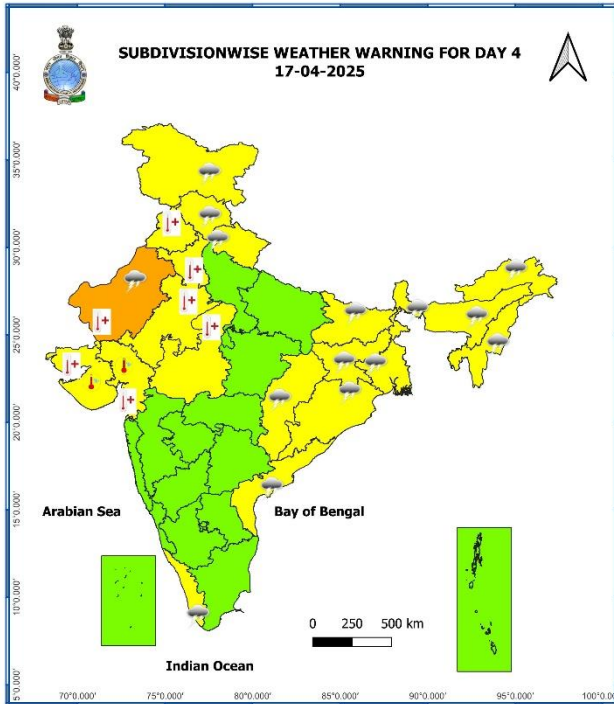 SUBDIVISIONWISE WEATHER WARNING FOR DAY 4
17-04-2025
40°0.000'
35°0.000'
30°0.000'
25°0.000'
20°0.000'
15°0.000'
10°0.000'
5°0.000'
Arabian Sea
Bay of Bengal
0 250 500 km
Indian Ocean
70°0.000' 75°0.000' 80°0.000' 85°0.000' 90°0.000' 95°0.000' 100°0.0